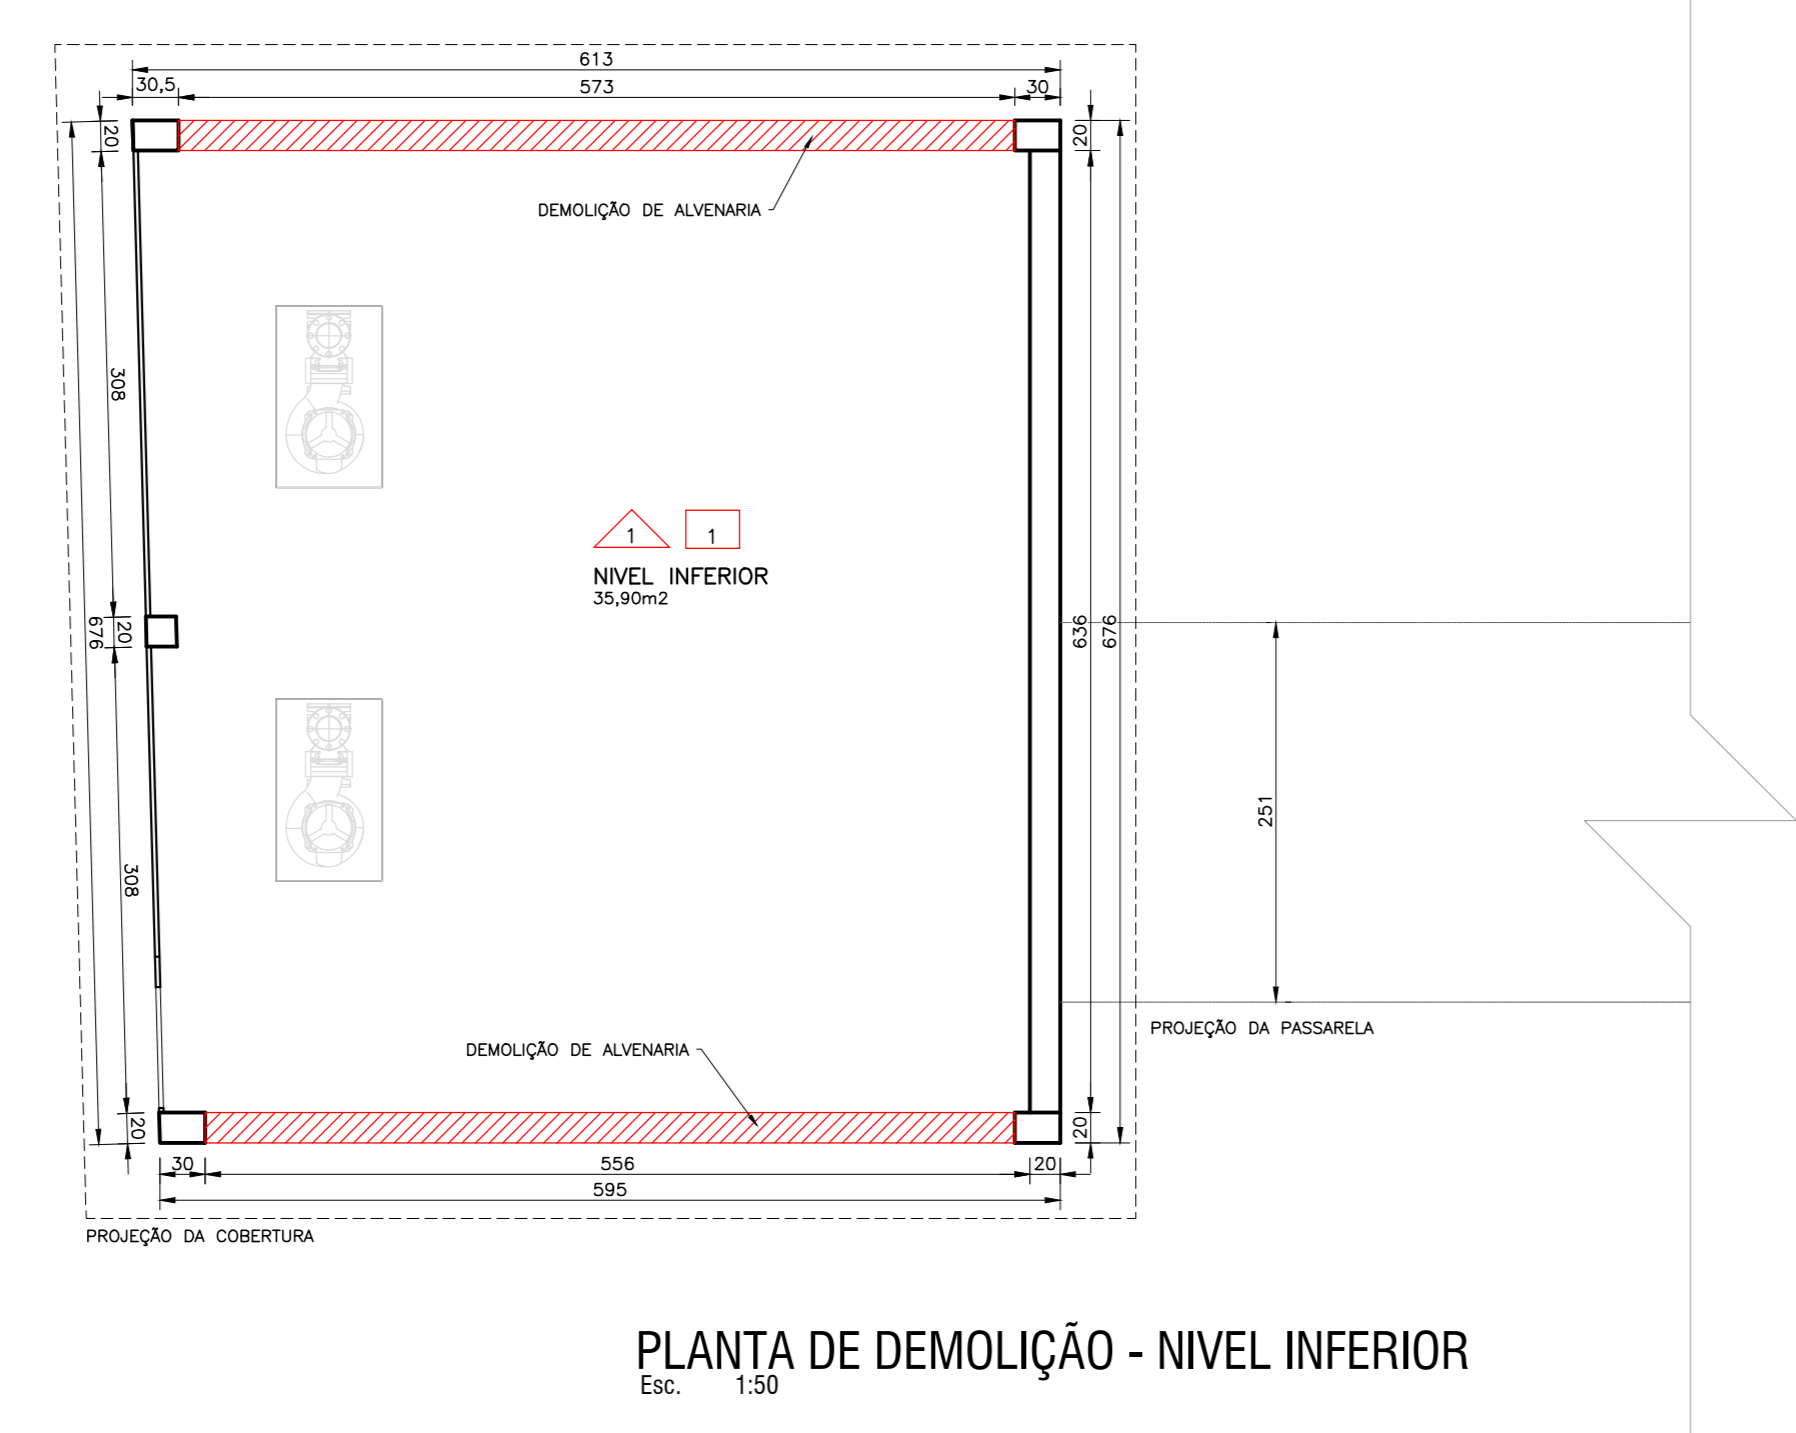 613
30,5
573
30
20
20
DEMOLIÇÃO DE ALVENARIA
308
1
1
NIVEL INFERIOR
35,90m2
676
20
636
676
251
308
PROJEÇÃO DA PASSARELA
DEMOLIÇÃO DE ALVENARIA
20
20
30
556
20
595
PROJEÇÃO DA COBERTURA
PLANTA DE DEMOLIÇÃO - NIVEL INFERIOR
Esc. 1:50